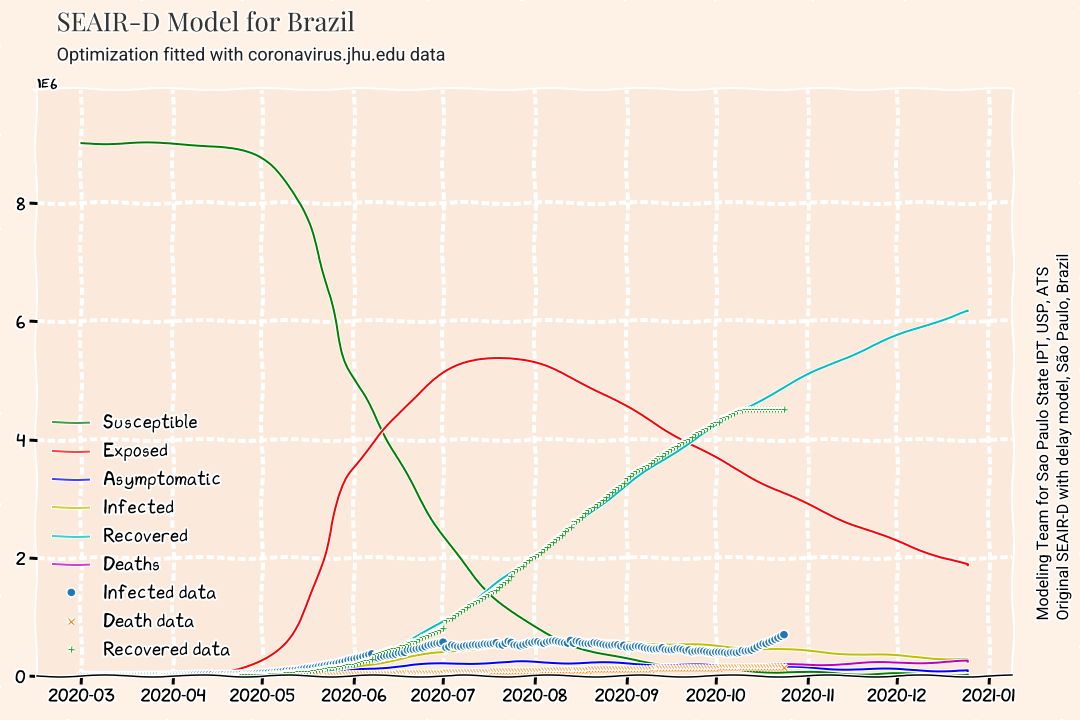 SEAIR-D Model for Brazil
Optimization fitted with coronavirus.jhu.edu data
1E6
8
6
4
2
0
Susceptible
Exposed
Asymptomatic
Infected
Recovered
Deaths
Infected data
Death data
Recovered data
2020-03 2020-04 2020-05 2020-06 2020-07 2020-08 2020-09 2020-10 2020-11 2020-12 2021-01
Modeling Team for Sao Paulo State IPT, USP, ATS
Original SEAIR-D with delay model, São Paulo, Brazil